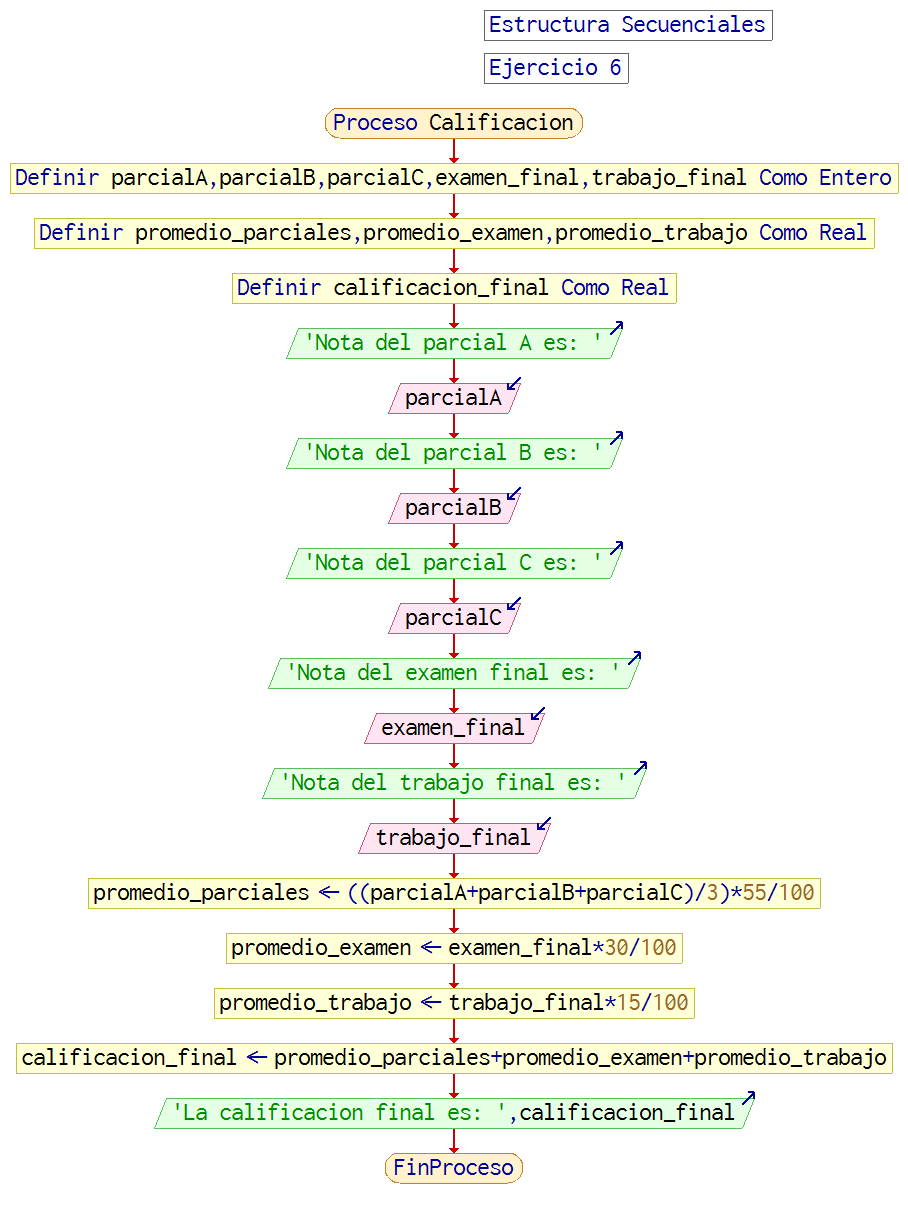 Estructura Secuenciales
Ejercicio 6
Proceso Calificacion
Definir parcialA,parcialB,parcialC,examen_final,trabajo_final Como Entero
Definir promedio_parciales,promedio_examen,promedio_trabajo Como Real
Definir calificacion_final Como Real
'Nota del parcial A es: '
parcialA
'Nota del parcial B es: '
parcialB
'Nota del parcial C es: '
parcialC
'Nota del examen final es: '
examen_final
'Nota del trabajo final es: '
trabajo_final
promedio_parciales ← ((parcialA+parcialB+parcialC)/3)*55/100
promedio_examen ← examen_final*30/100
promedio_trabajo ← trabajo_final*15/100
calificacion_final ← promedio_parciales+promedio_examen+promedio_trabajo
'La calificacion final es: ',calificacion_final
FinProceso